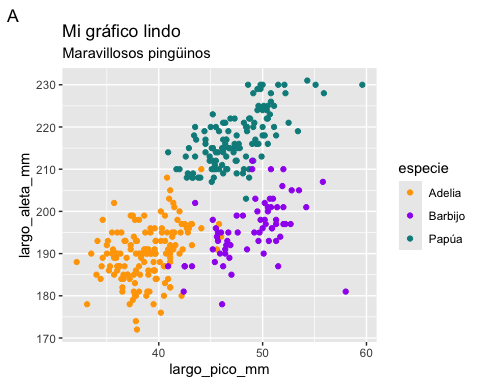 A
Mi gráfico lindo
Maravillosos pingüinos
230
220
210
200
190
180
170
largo_aleta_mm
40
50
60
largo_pico_mm
especie
Adelia
Barbijo
Papúa